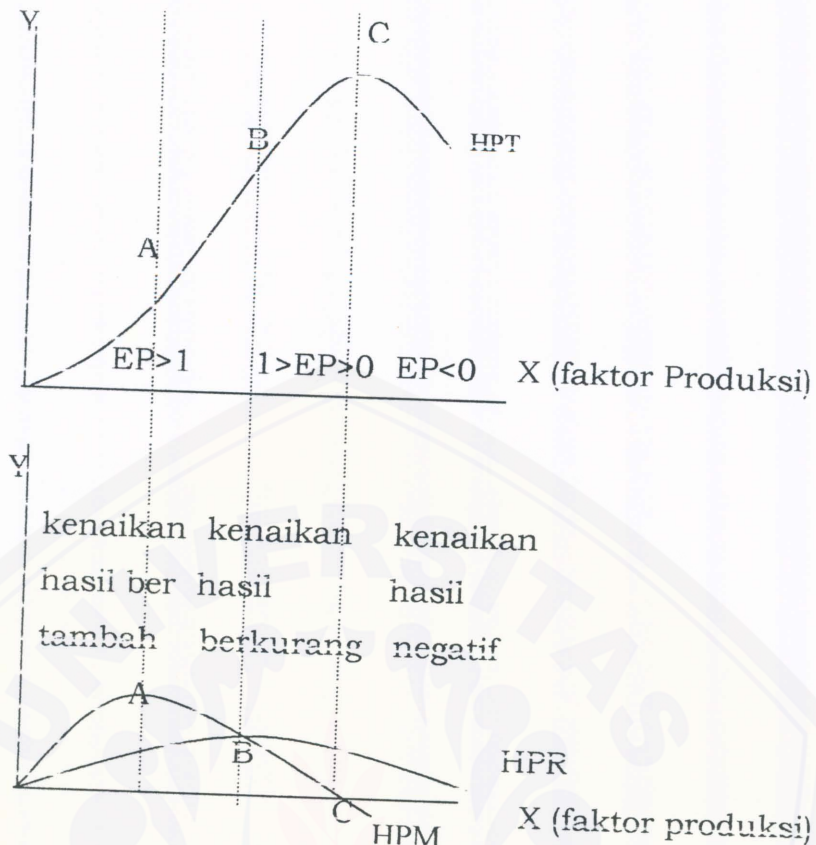 Y
C
B
HPT
A
EP>1 1>EP>0 EP<0 X (faktor Produksi)
Y
kenaikan kenaikan kenaikan
hasil ber hasil hasil
tambah berkurang negatif
A
B
HPR
C
HPM
X (faktor produksi)
UNIVERSITAS